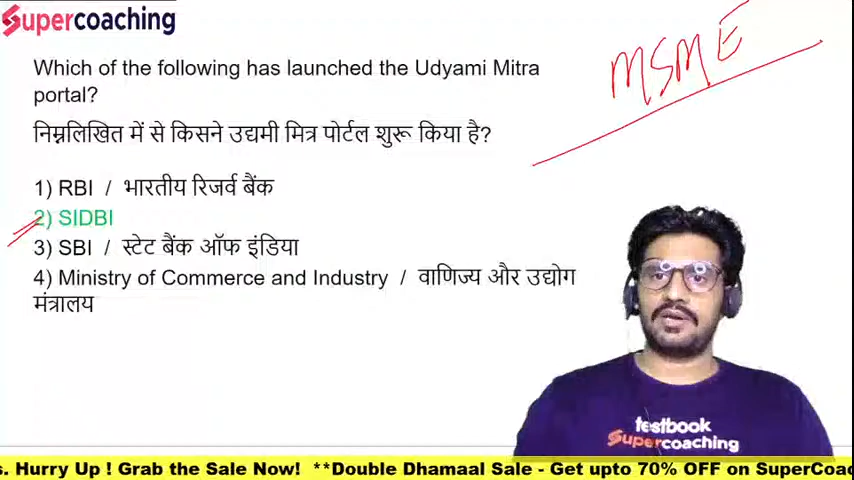 Supercoaching
MSME
Which of the following has launched the Udyami Mitra
portal?
निम्नलिखित में से किसने उद्यमी मित्र पोर्टल शुरू किया है?
1) RBI / भारतीय रिजर्व बैंक
2) SIDBI
3) SBI / स्टेट बैंक ऑफ इंडिया
4) Ministry of Commerce and Industry / वाणिज्य और उद्योग
मंत्रालय
testbook
Supercoaching
s. Hurry Up ! Grab the Sale Now! **Double Dhamaal Sale - Get upto 70% OFF on SuperCoac